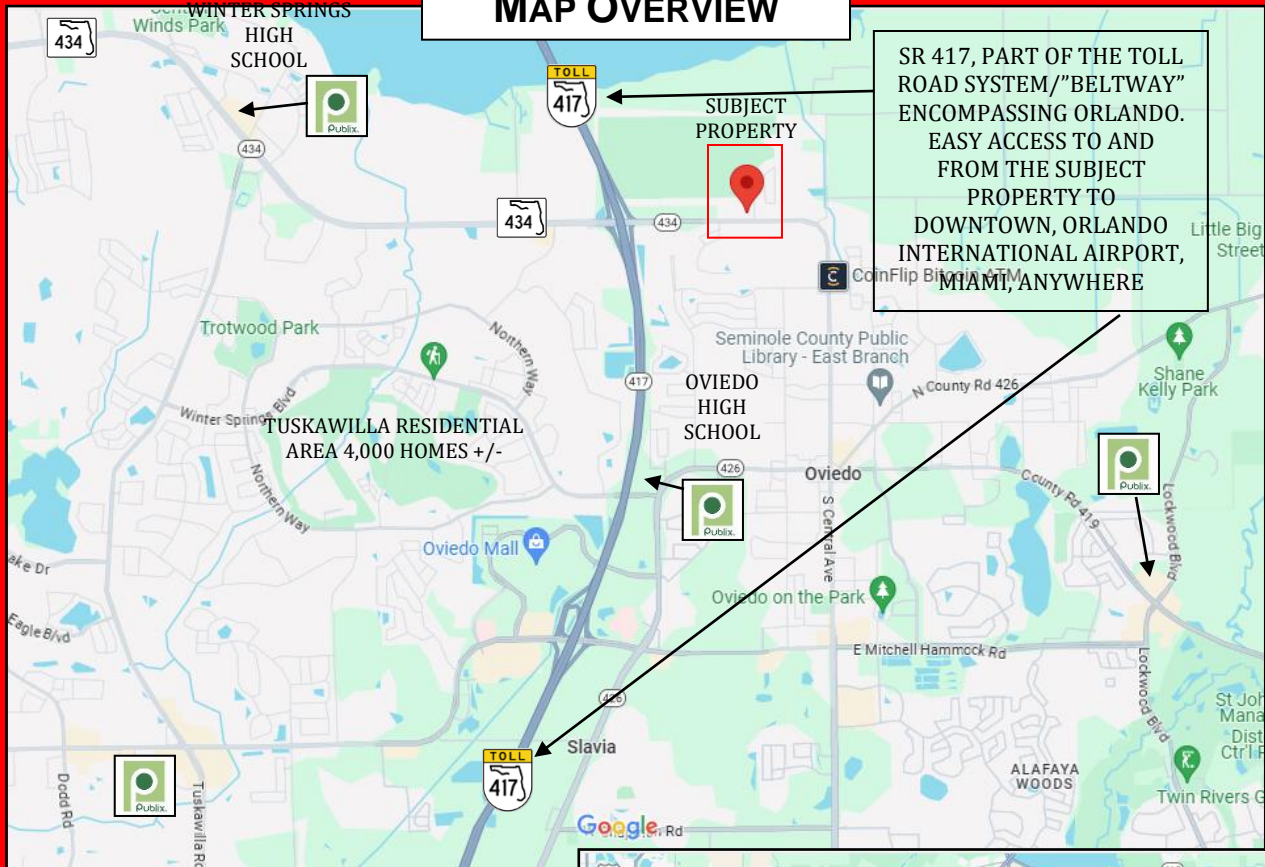 MAP OVERVIEW
WINTER SPRINGS
HIGH
SCHOOL
Winds Park
434
Publix.
434
TOLL
417
SUBJECT
PROPERTY
SR 417, PART OF THE TOLL
ROAD SYSTEM/”BELTWAY”
ENCOMPASSING ORLANDO.
EASY ACCESS TO AND
FROM THE SUBJECT
PROPERTY TO
DOWNTOWN, ORLANDO
INTERNATIONAL AIRPORT,
MIAMI, ANYWHERE
434
434
Little Big
Street
CoinFlip Bitcoin ATM
Trotwood Park
Northern Way
Seminole County Public
Library - East Branch
N County Rd 426
Shane
Kelly Park
417
OVIEDO
HIGH
SCHOOL
Winter Springs Blvd
TUSKAWILLA RESIDENTIAL
AREA 4,000 HOMES +/-
Northern Way
426
Oviedo
Publix.
Publix.
County Rd 419
Lockwood Blvd
S Central Ave
Oviedo Mall
ake Dr
Eagle Blvd
Oviedo on the Park
E Mitchell Hammock Rd
Lockwood Blvd
426
St Joh
Mana
Dist
Ctr'l
Slavia
TOLL
417
Publix.
Dodd Rd
Tuskawilla Rd
ALAFAYA
WOODS
Twin Rivers G
Google
Rd